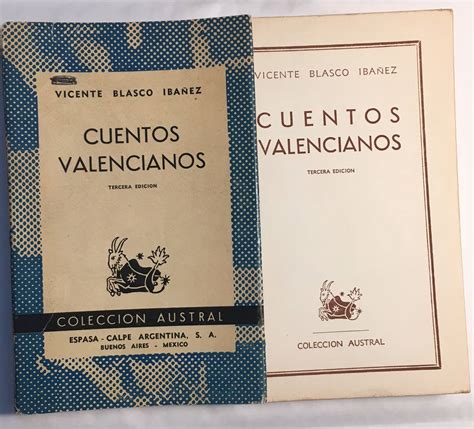 VICENTE BLASCO IBAÑEZ
CUENTOS
VALENCIANOS
TERCERA EDICION
COLECCION AUSTRAL
ESPASA - CALPE ARGENTINA, S. A.
BUENOS AIRES - MEXICO
VICENTE BLASCO IBAÑEZ
CUENTOS
VALENCIANOS
TERCERA EDICION
COLECCION AUSTRAL